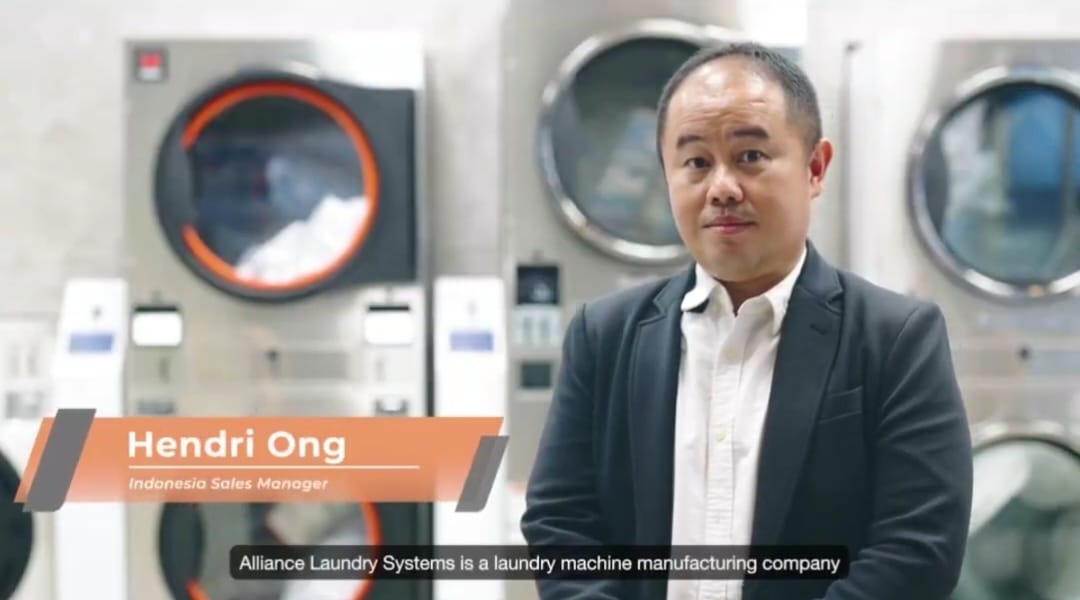 Hendri Ong
Indonesia Sales Manager
Alliance Laundry Systems is a laundry machine manufacturing company